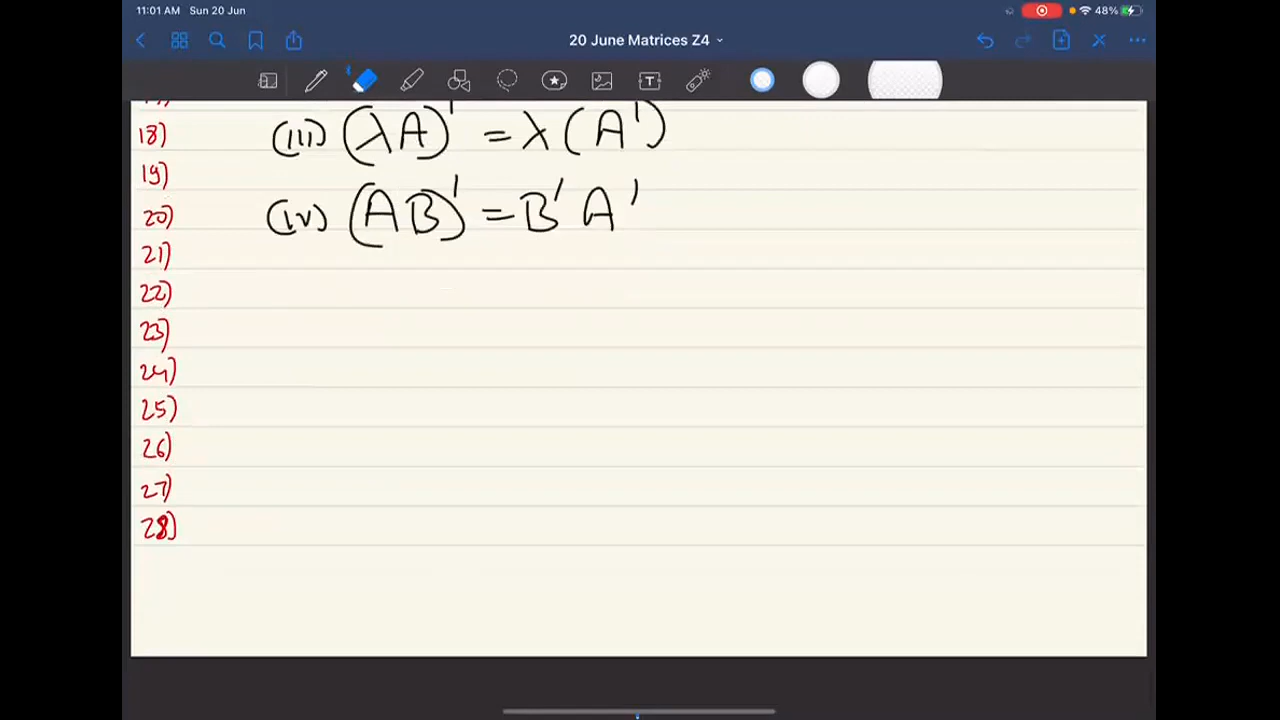 11:01 AM Sun 20 Jun 48%
20 June Matrices Z4
18) (iii) (λA)' = λ(A')
19)
20) (iv) (AB)' = B'A'
21)
22)
23)
24)
25)
26)
27)
28)